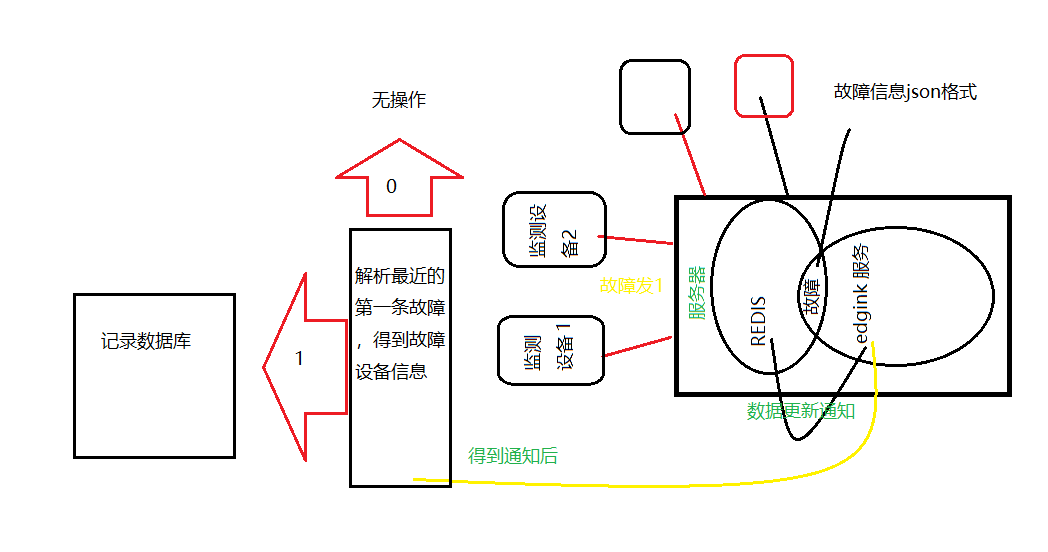 无操作
0
故障信息json格式
监测设
备2
故障发1
服务器
REDIS
故障
edgink 服务
监测
设备 1
解析最近的
第一条故障
，得到故障
设备信息
1
记录数据库
数据更新通知
得到通知后